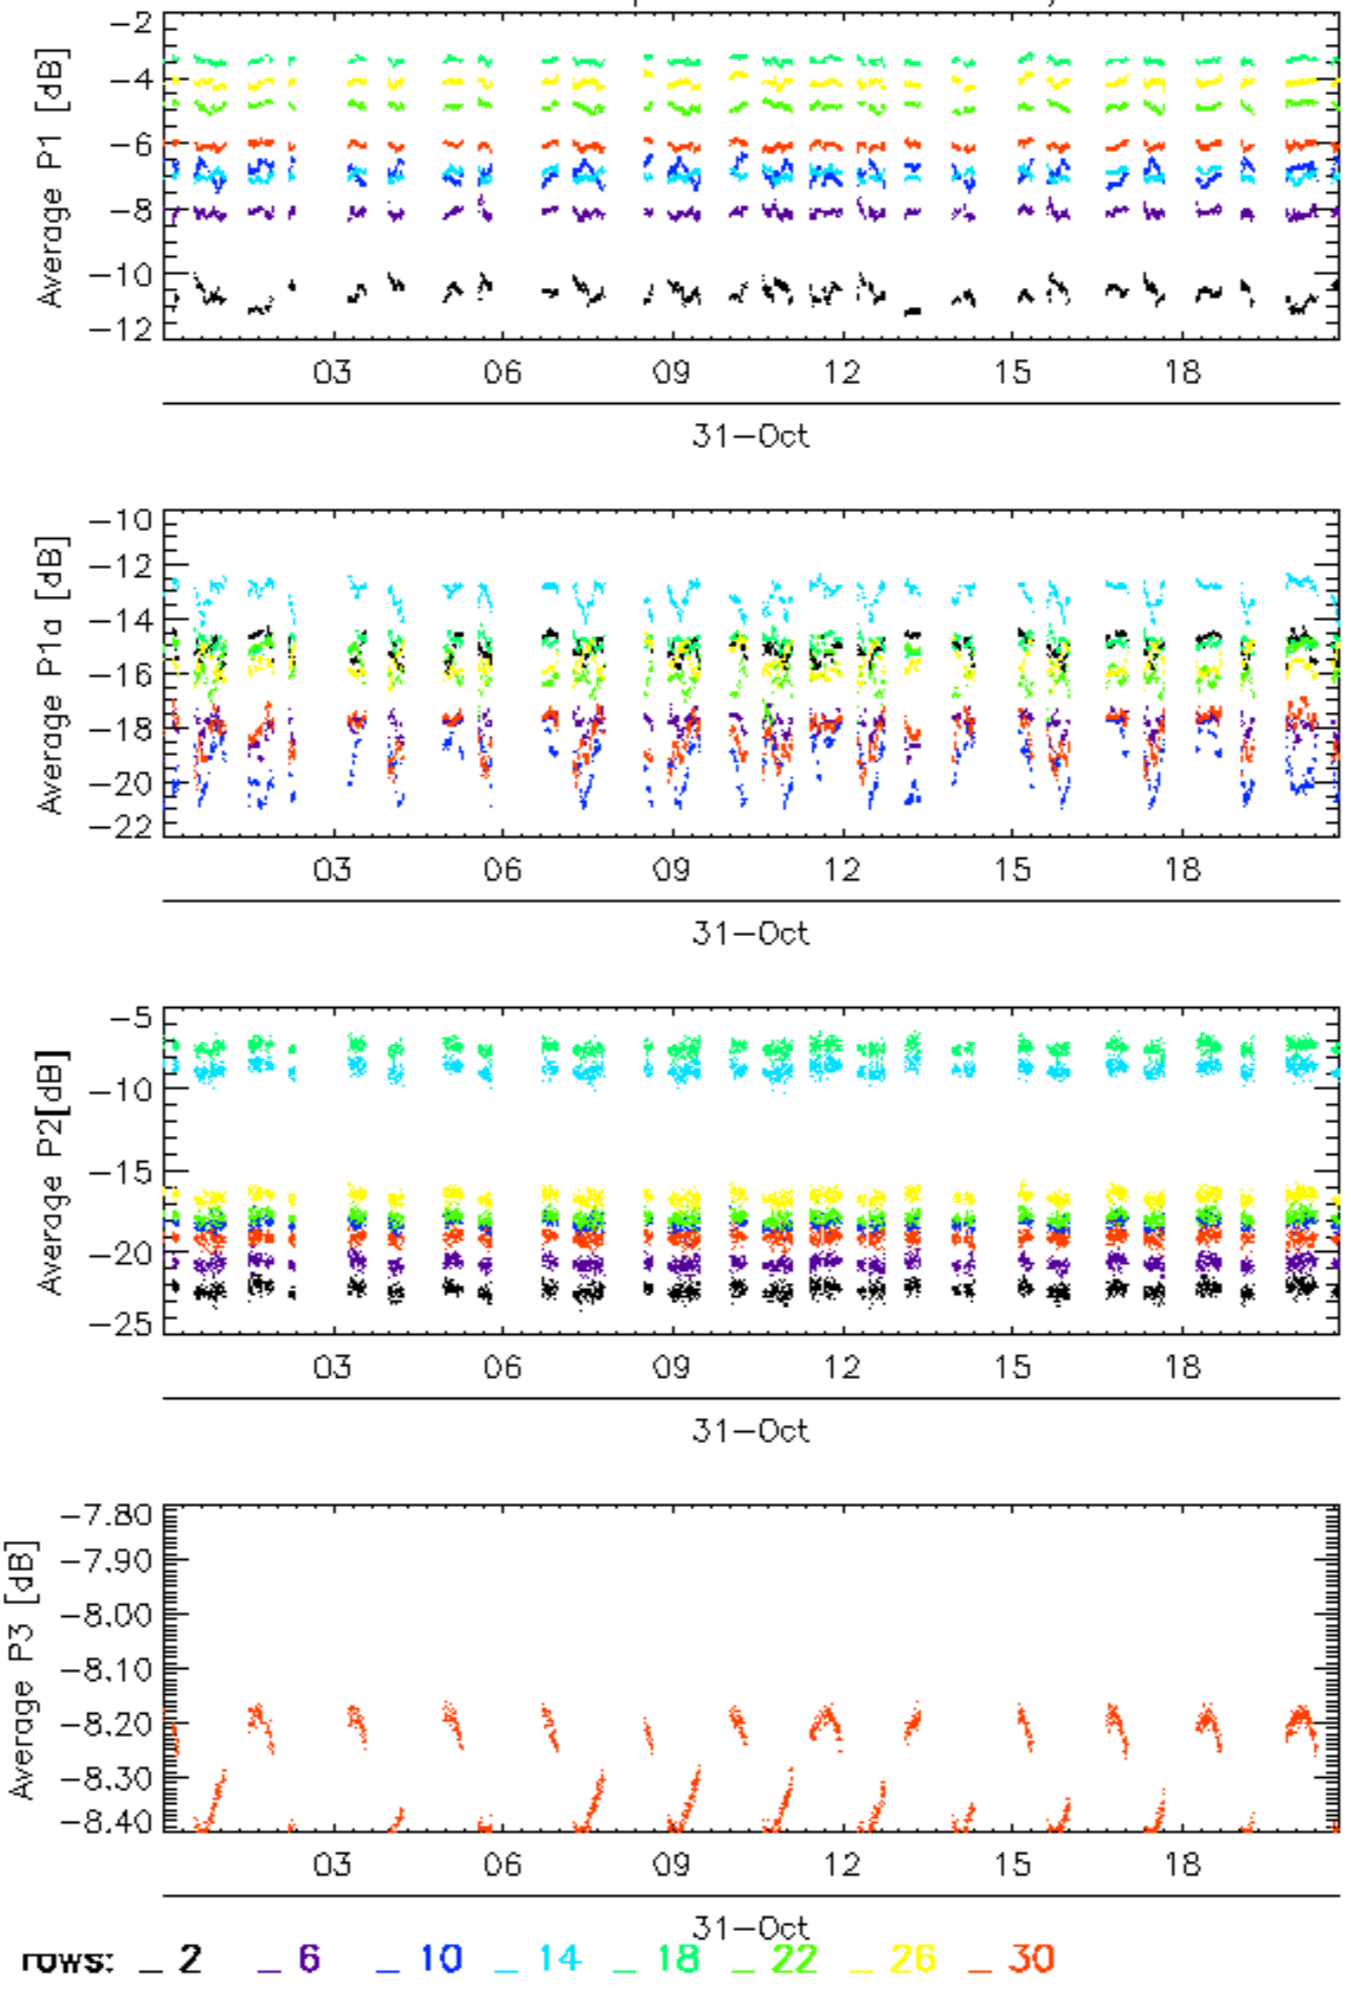 -2
-4
-6
-8
-10
-12
Average P1 [dB]
03 06 09 12 15 18
31-Oct
-10
-12
-14
-16
-18
-20
-22
Average P1a [dB]
03 06 09 12 15 18
31-Oct
-5
-10
-15
-20
-25
Average P2[dB]
03 06 09 12 15 18
31-Oct
-7.80
-7.90
-8.00
-8.10
-8.20
-8.30
-8.40
Average P3 [dB]
03 06 09 12 15 18
31-Oct
rows: _ 2 _ 6 _ 10 _ 14 _ 18 _ 22 _ 26 _ 30